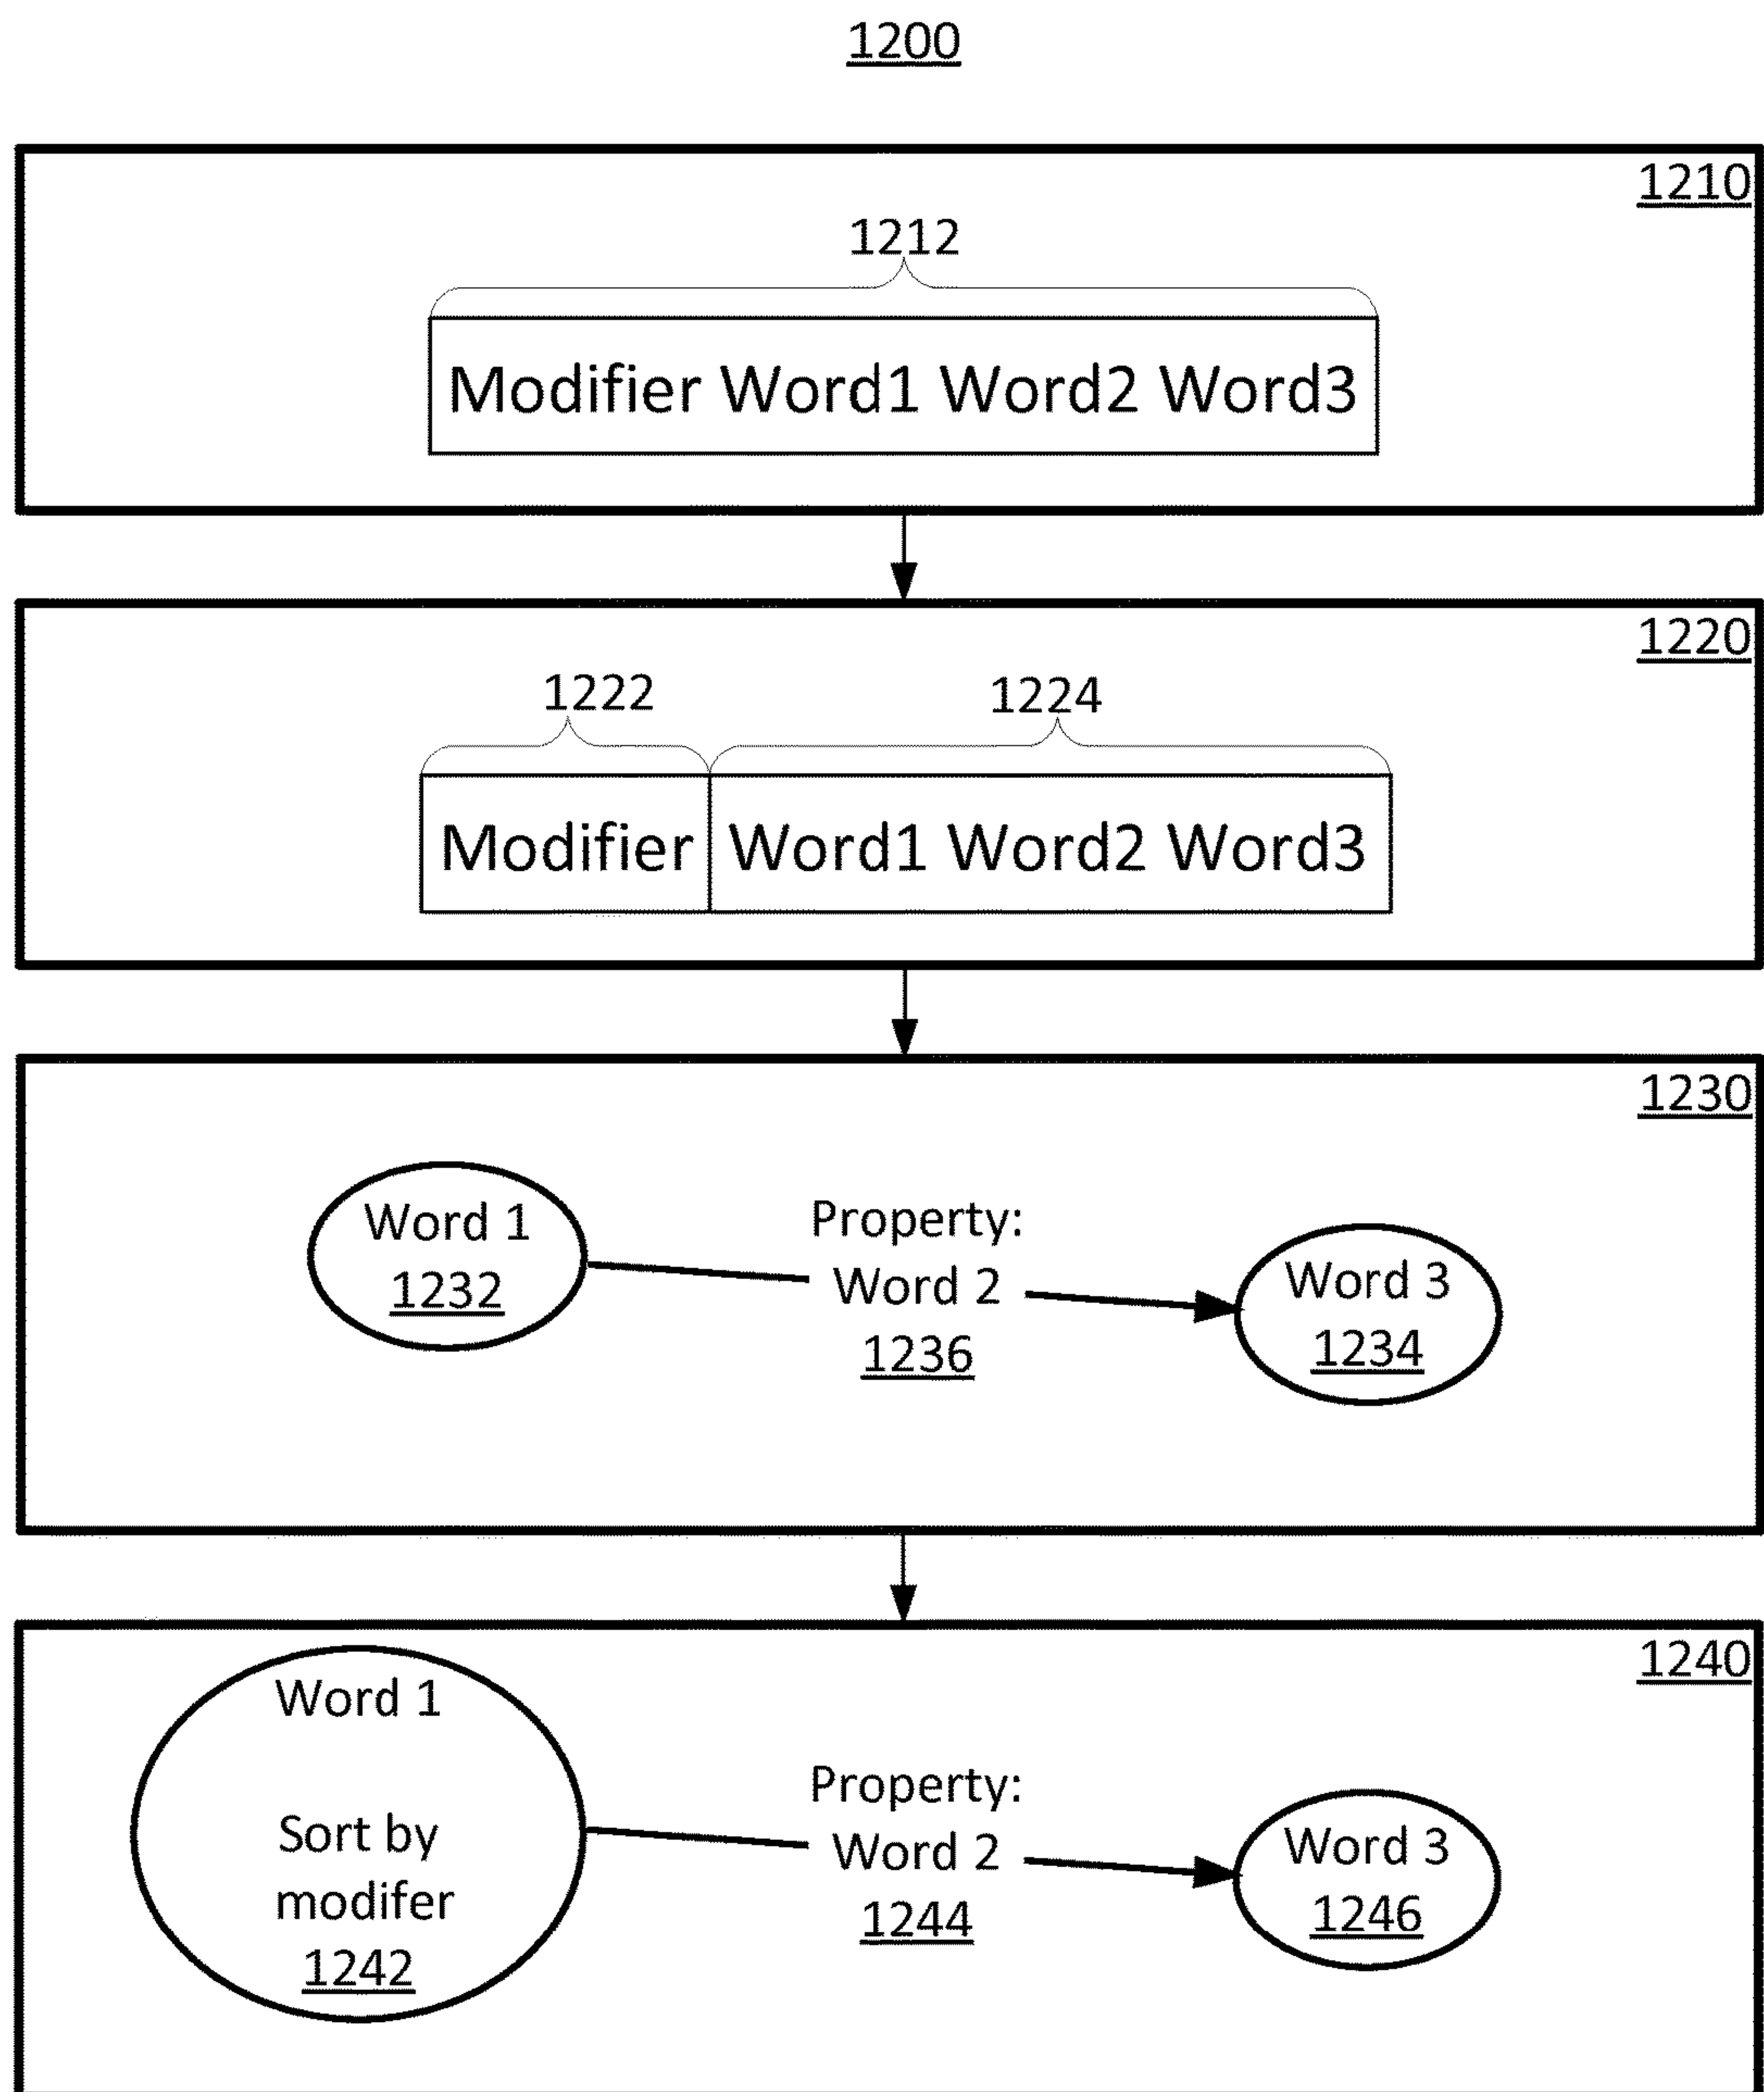 1200
1210
1212
Modifier Word1 Word2 Word3
1220
1222 1224
Modifier Word1 Word2 Word3
1230
Word 1
1232
Property:
Word 2
1236
Word 3
1234
1240
Word 1
Sort by
modifer
1242
Property:
Word 2
1244
Word 3
1246